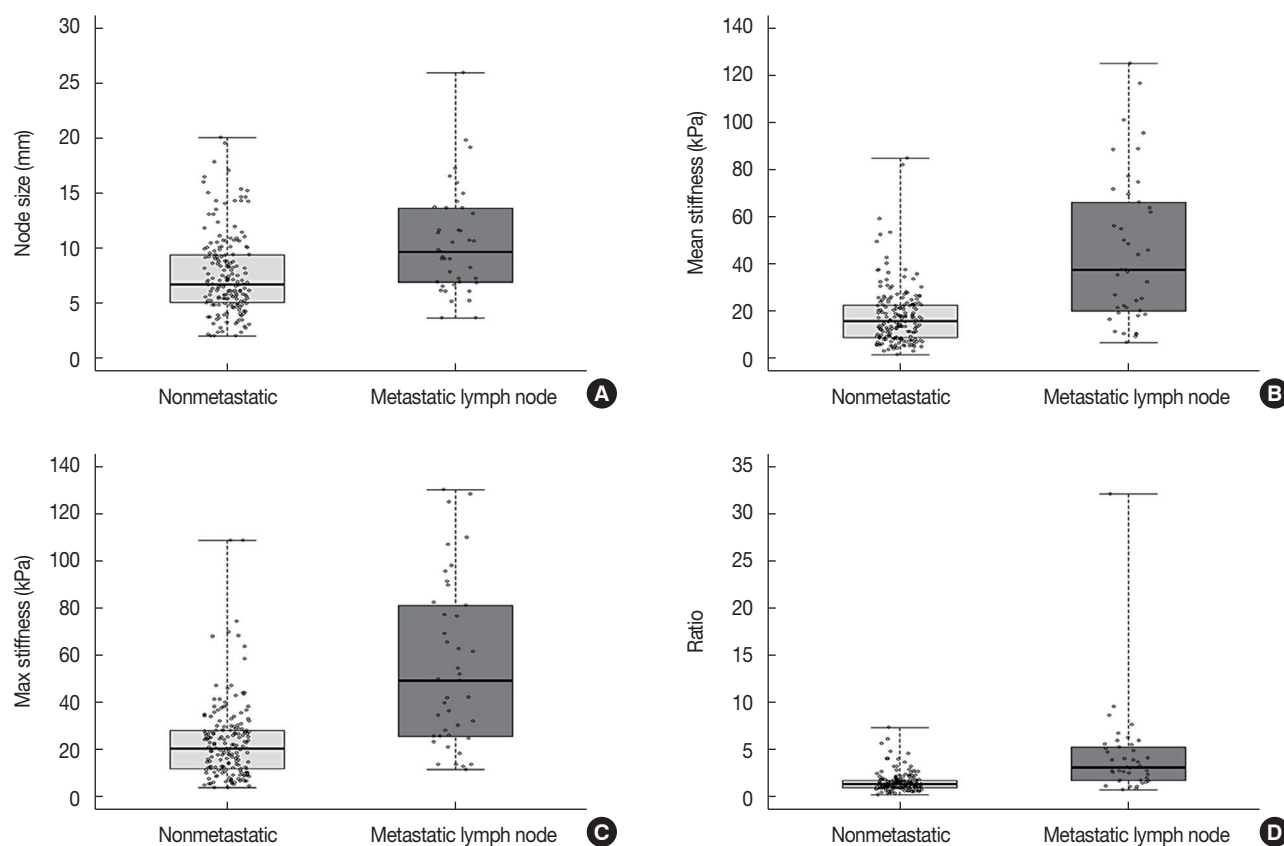 30
25
20
15
10
5
0
Node size (mm)
Nonmetastatic
Metastatic lymph node
A
140
120
100
80
60
40
20
0
Mean stiffness (kPa)
Nonmetastatic
Metastatic lymph node
B
140
120
100
80
60
40
20
0
Max stiffness (kPa)
Nonmetastatic
Metastatic lymph node
C
35
30
25
20
15
10
5
0
Ratio
Nonmetastatic
Metastatic lymph node
D